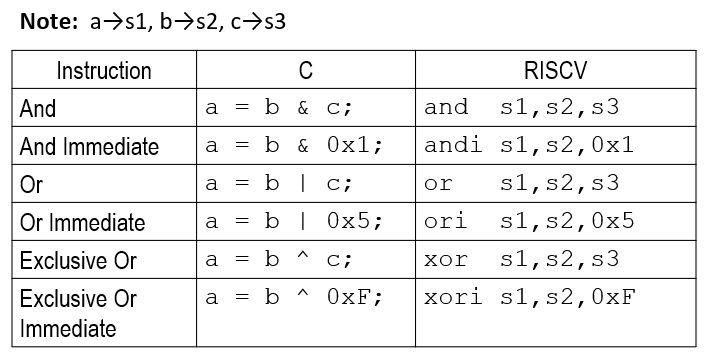 Note: a→s1, b→s2, c→s3
Instruction C RISCV
And a = b & c; and s1,s2,s3
And Immediate a = b & 0x1; andi s1,s2,0x1
Or a = b | c; or s1,s2,s3
Or Immediate a = b | 0x5; ori s1,s2,0x5
Exclusive Or a = b ^ c; xor s1,s2,s3
Exclusive Or a = b ^ 0xF; xori s1,s2,0xF
Immediate